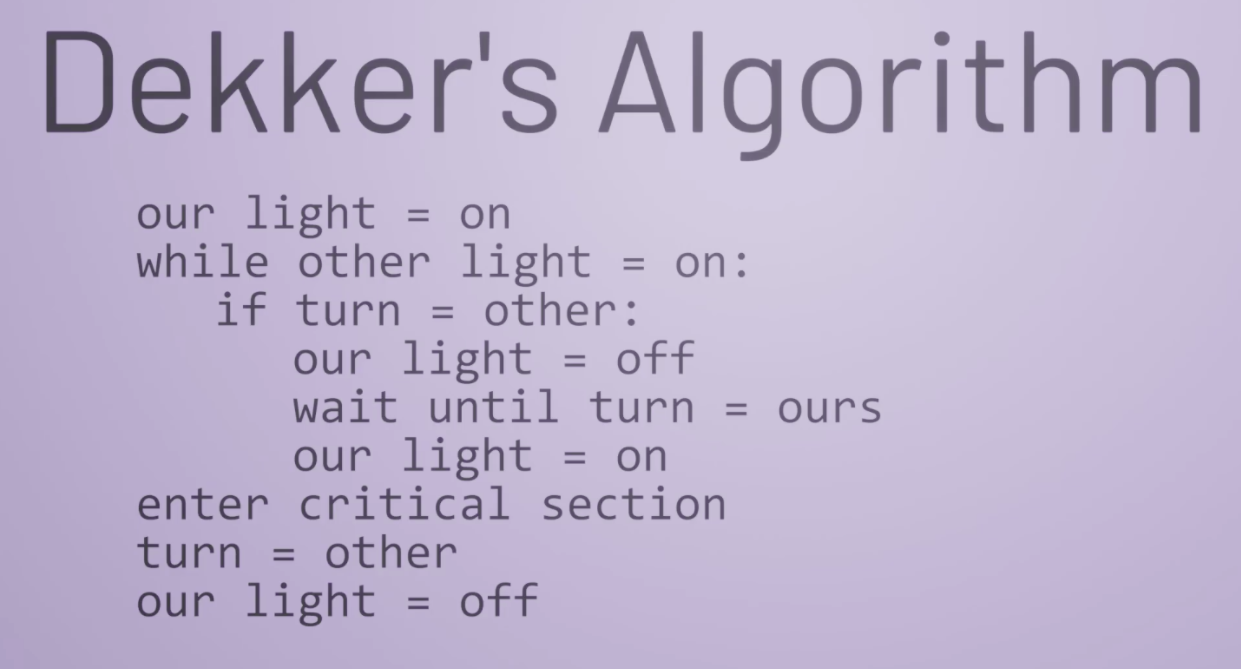 Dekker's Algorithm
our light = on
while other light = on:
if turn = other:
our light = off
wait until turn = ours
our light = on
enter critical section
turn = other
our light = off